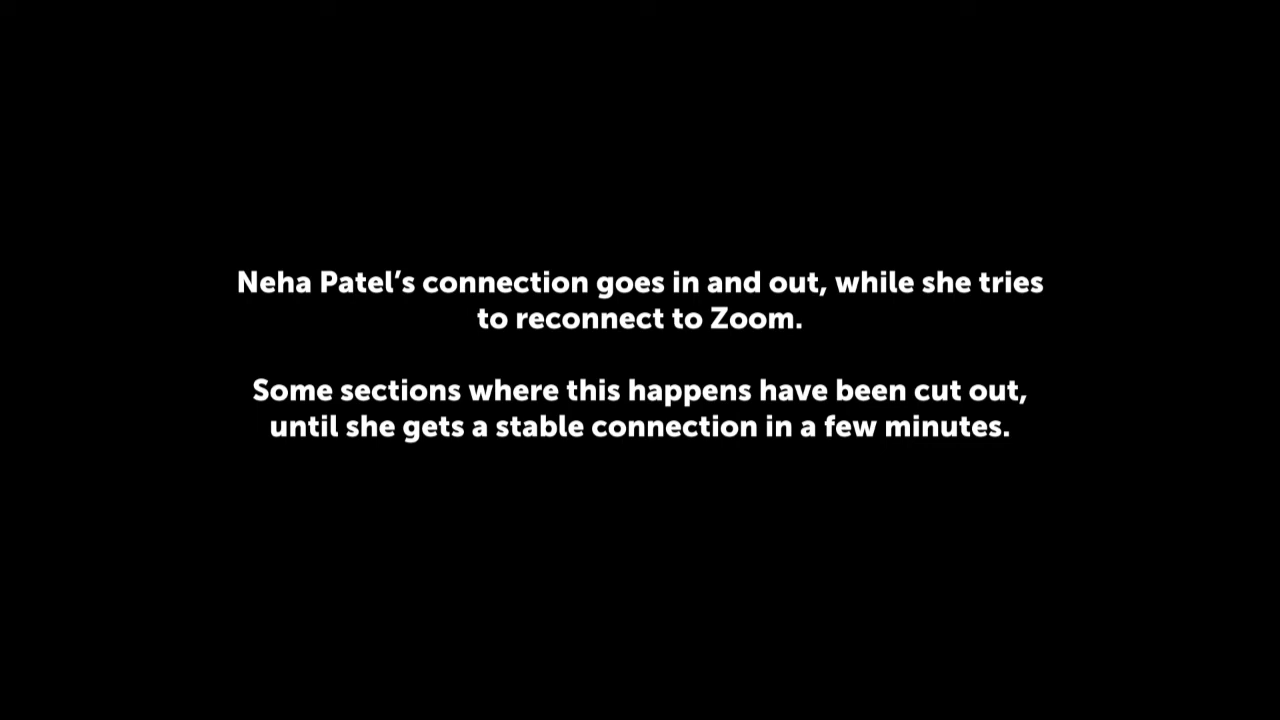 Neha Patel’s connection goes in and out, while she tries
to reconnect to Zoom.
Some sections where this happens have been cut out,
until she gets a stable connection in a few minutes.